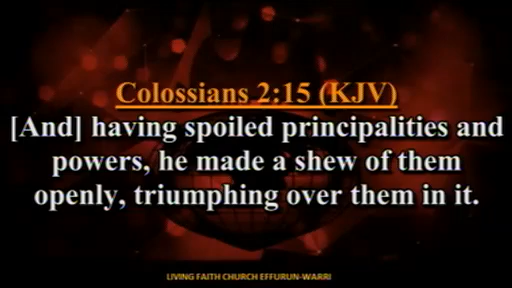 Colossians 2:15 (KJV)
[And] having spoiled principalities and
powers, he made a shew of them
openly, triumphing over them in it.
LIVING FAITH CHURCH EFFURUN-WARRI